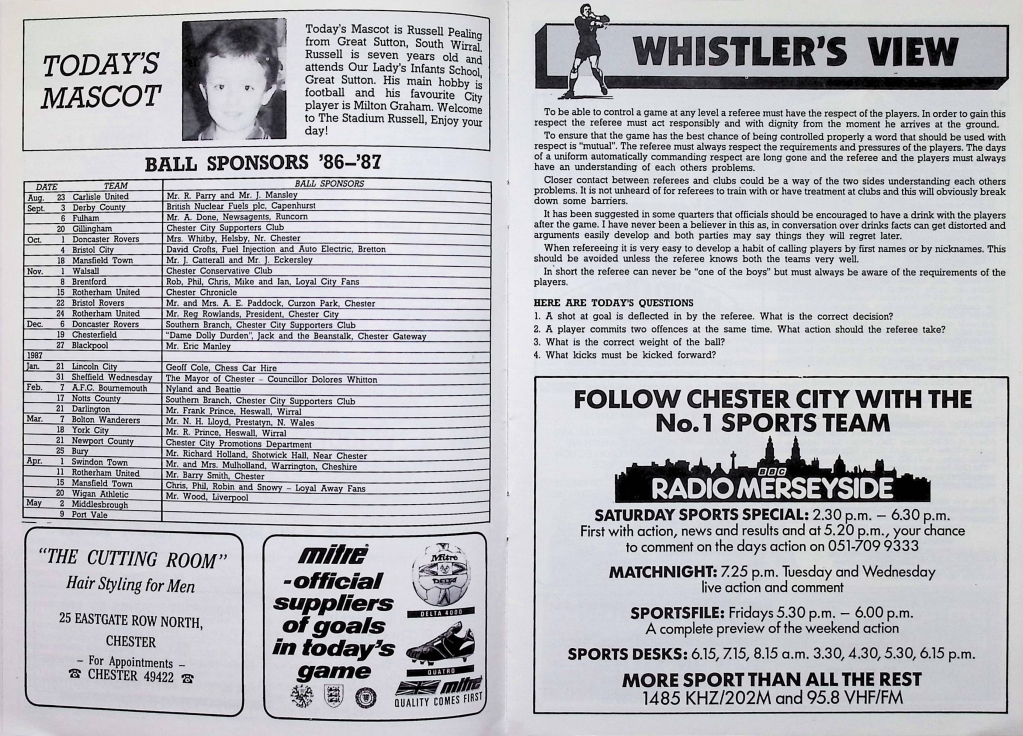 TODAY'S
MASCOT
Today's Mascot is Russell Pealing
from Great Sutton, South Wirral.
Russell is seven years old and
attends Our Lady's Infants School,
Great Sutton. His main hobby is
football and his favourite City
player is Milton Graham. Welcome
to The Stadium Russell, Enjoy your
day!
BALL SPONSORS '86–'87
DATE TEAM BALL SPONSORS
Aug. 23 Carlisle United Mr. R. Parry and Mr. J. Mansley
Sept. 3 Derby County British Nuclear Fuels plc, Capenhurst
6 Fulham Mr. A. Done, Newsagents, Runcorn
20 Gillingham Chester City Supporters Club
Oct. 1 Doncaster Rovers Mrs. Whitby, Helsby, Nr. Chester
4 Bristol City David Crofts, Fuel Injection and Auto Electric, Bretton
18 Mansfield Town Mr. J. Catterall and Mr. J. Eckersley
Nov. 1 Walsall Chester Conservative Club
8 Brentford Rob, Phil, Chris, Mike and Ian, Loyal City Fans
15 Rotherham United Chester Chronicle
22 Bristol Rovers Mr. and Mrs. A. E. Paddock, Curzon Park, Chester
24 Rotherham United Mr. Reg Rowlands, President, Chester City
Dec. 6 Doncaster Rovers Southern Branch, Chester City Supporters Club
19 Chesterfield "Dame Dolly Durden", Jack and the Beanstalk, Chester Gateway
27 Blackpool Mr. Eric Manley
1987
Jan. 21 Lincoln City Geoff Cole, Chess Car Hire
31 Sheffield Wednesday The Mayor of Chester – Councillor Dolores Whitton
Feb. 7 A.F.C. Bournemouth Nyland and Beattie
17 Notts County Southern Branch, Chester City Supporters Club
21 Darlington Mr. Frank Prince, Heswall, Wirral
Mar. 7 Bolton Wanderers Mr. N. H. Lloyd, Prestatyn, N. Wales
18 York City Mr. R. Prince, Heswall, Wirral
21 Newport County Chester City Promotions Department
25 Bury Mr. Richard Holland, Shotwick Hall, Near Chester
Apr. 1 Swindon Town Mr. and Mrs. Mulholland, Warrington, Cheshire
11 Rotherham United Mr. Barry Smith, Chester
15 Mansfield Town Chris, Phil, Robin and Snowy – Loyal Away Fans
20 Wigan Athletic Mr. Wood, Liverpool
May 2 Middlesbrough
9 Port Vale
"THE CUTTING ROOM"
Hair Styling for Men
25 EASTGATE ROW NORTH,
CHESTER
– For Appointments –
☎ CHESTER 49422 ☎
mitre
-official
suppliers
of goals
in today's
game
Mitre
DELTA
DELTA 4000
QUATRO
mitre
QUALITY COMES FIRST
WHISTLER'S VIEW
To be able to control a game at any level a referee must have the respect of the players. In order to gain this
respect the referee must act responsibly and with dignity from the moment he arrives at the ground.
To ensure that the game has the best chance of being controlled properly a word that should be used with
respect is "mutual". The referee must always respect the requirements and pressures of the players. The days
of a uniform automatically commanding respect are long gone and the referee and the players must always
have an understanding of each others problems.
Closer contact between referees and clubs could be a way of the two sides understanding each others
problems. It is not unheard of for referees to train with or have treatment at clubs and this will obviously break
down some barriers.
It has been suggested in some quarters that officials should be encouraged to have a drink with the players
after the game. I have never been a believer in this as, in conversation over drinks facts can get distorted and
arguments easily develop and both parties may say things they will regret later.
When refereeing it is very easy to develop a habit of calling players by first names or by nicknames. This
should be avoided unless the referee knows both the teams very well.
In short the referee can never be "one of the boys" but must always be aware of the requirements of the
players.
HERE ARE TODAY'S QUESTIONS
1. A shot at goal is deflected in by the referee. What is the correct decision?
2. A player commits two offences at the same time. What action should the referee take?
3. What is the correct weight of the ball?
4. What kicks must be kicked forward?
FOLLOW CHESTER CITY WITH THE
No.1 SPORTS TEAM
BBC
RADIO MERSEYSIDE
SATURDAY SPORTS SPECIAL: 2.30 p.m. – 6.30 p.m.
First with action, news and results and at 5.20 p.m., your chance
to comment on the days action on 051-709 9333
MATCHNIGHT: 7.25 p.m. Tuesday and Wednesday
live action and comment
SPORTSFILE: Fridays 5.30 p.m. – 6.00 p.m.
A complete preview of the weekend action
SPORTS DESKS: 6.15, 7.15, 8.15 a.m. 3.30, 4.30, 5.30, 6.15 p.m.
MORE SPORT THAN ALL THE REST
1485 KHZ/202M and 95.8 VHF/FM